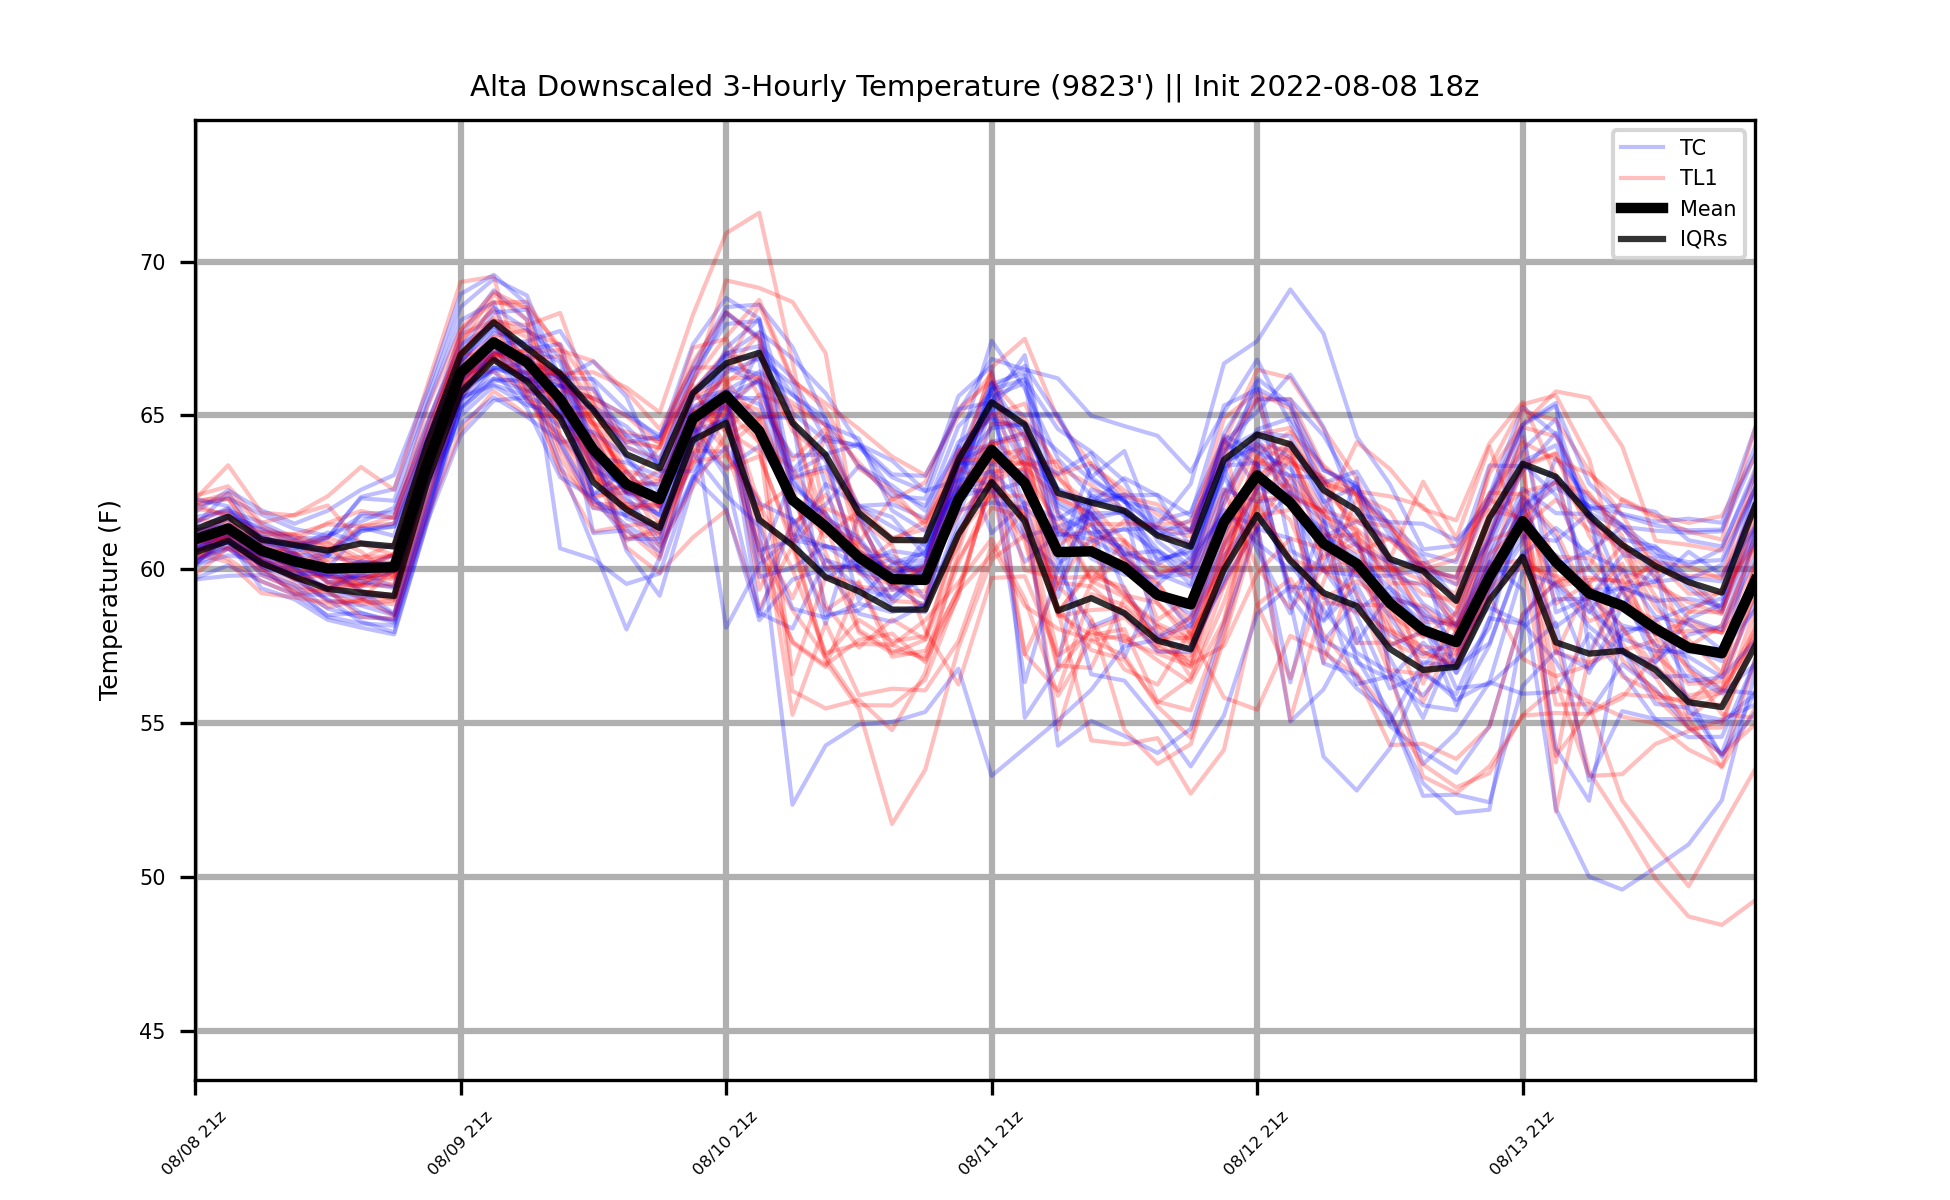 Alta Downscaled 3-Hourly Temperature (9823') || Init 2022-08-08 18z
TC
TL1
Mean
IQRs
Temperature (F)
70
65
60
55
50
45
08/08 21z
08/09 21z
08/10 21z
08/11 21z
08/12 21z
08/13 21z